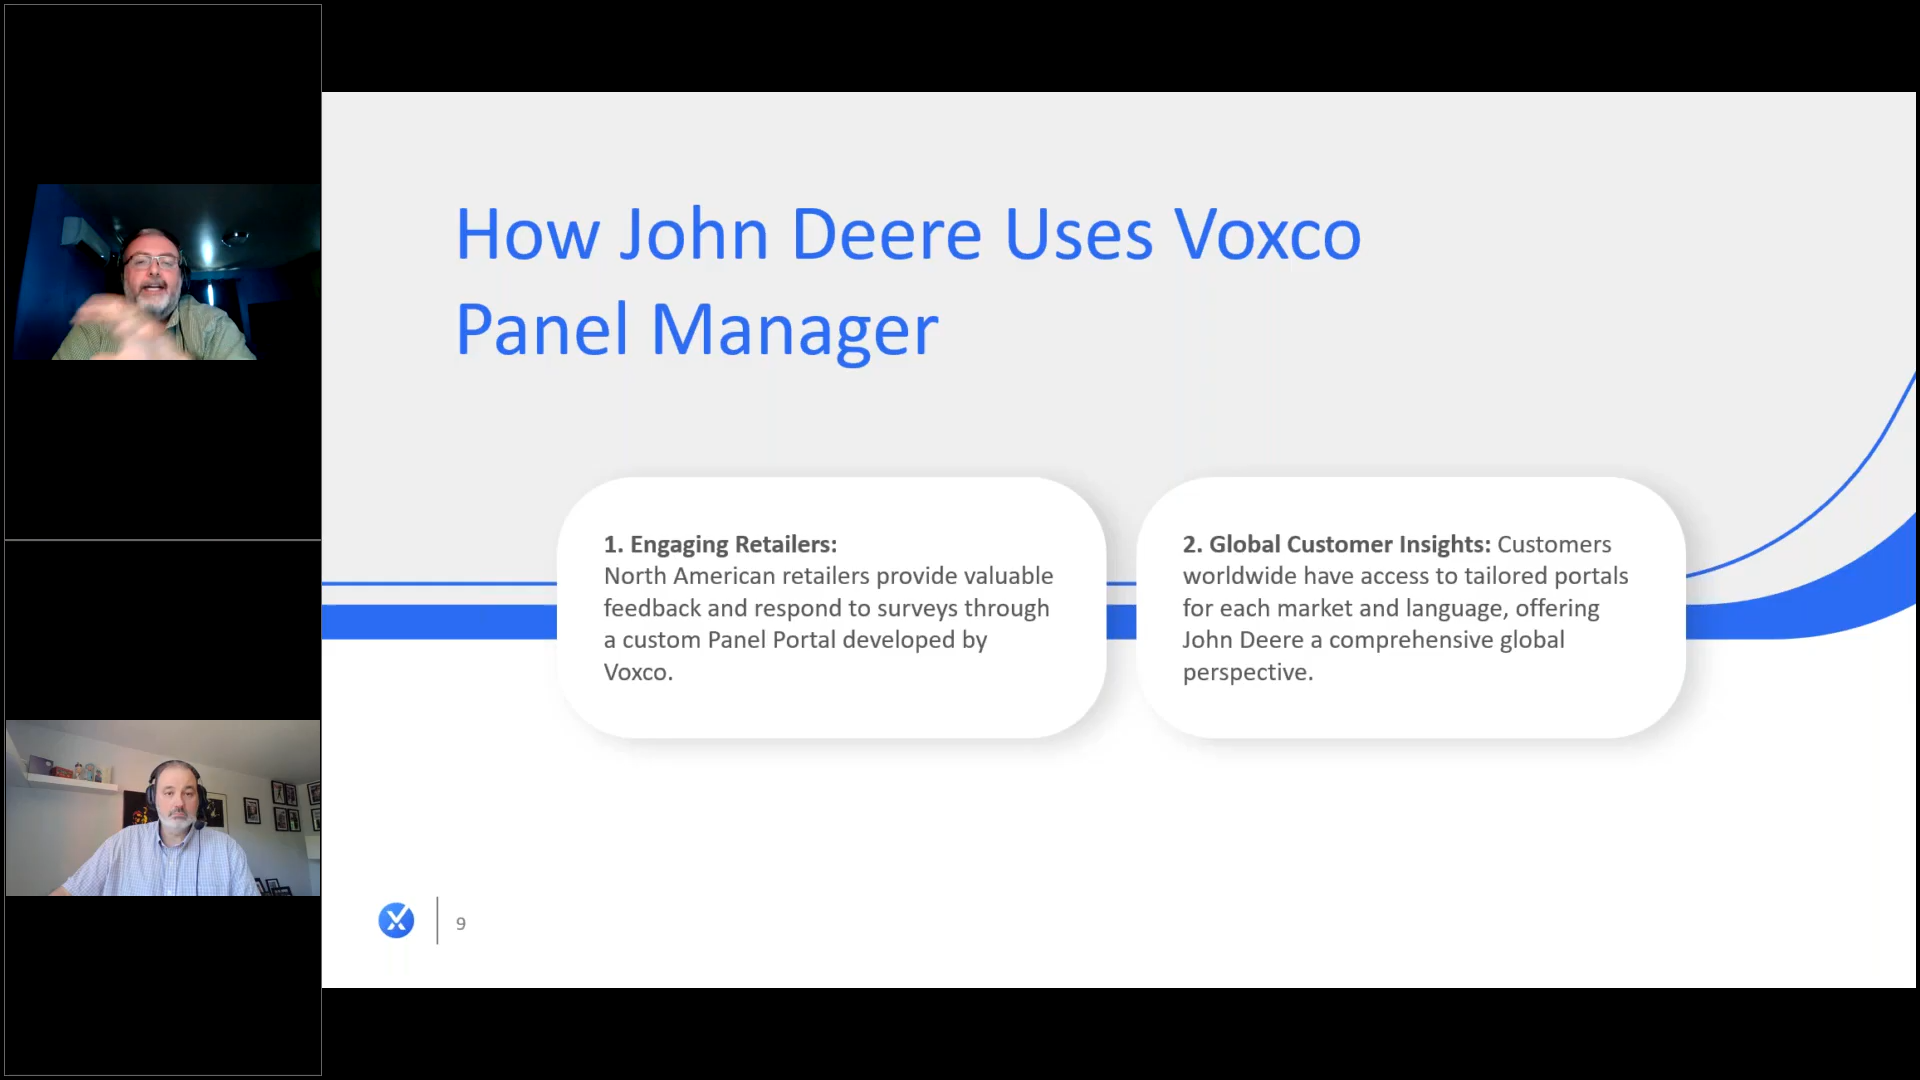 How John Deere Uses Voxco
Panel Manager
1. Engaging Retailers:
North American retailers provide valuable
feedback and respond to surveys through
a custom Panel Portal developed by
Voxco.
2. Global Customer Insights: Customers
worldwide have access to tailored portals
for each market and language, offering
John Deere a comprehensive global
perspective.
9